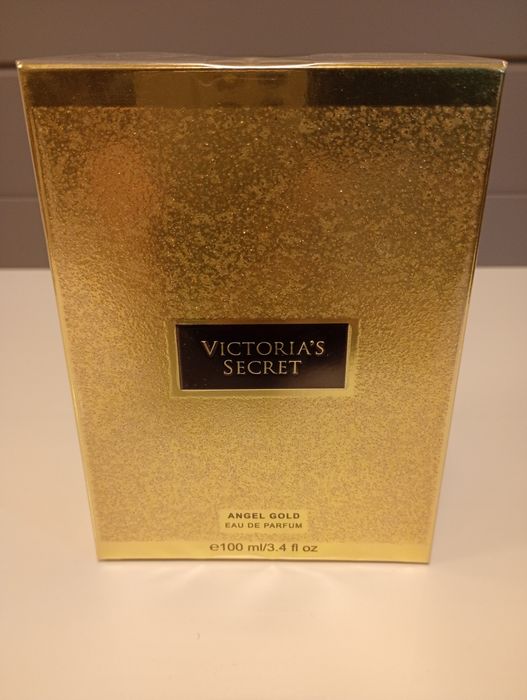 VICTORIA'S
SECRET
ANGEL GOLD
EAU DE PARFUM
℮100 ml/3.4 fl oz